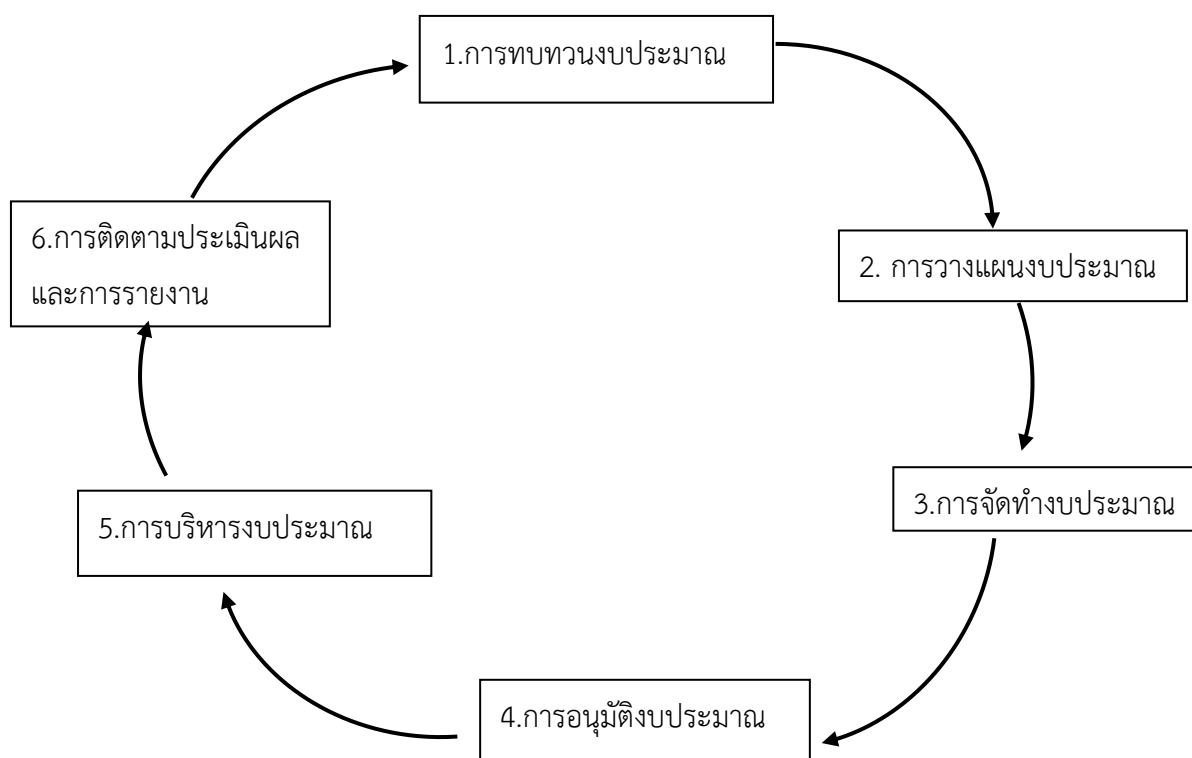 1.การทบทวนงบประมาณ
2. การวางแผนงบประมาณ
3.การจัดทำงบประมาณ
4.การอนุมัติงบประมาณ
5.การบริหารงบประมาณ
6.การติดตามประเมินผล
และการรายงาน